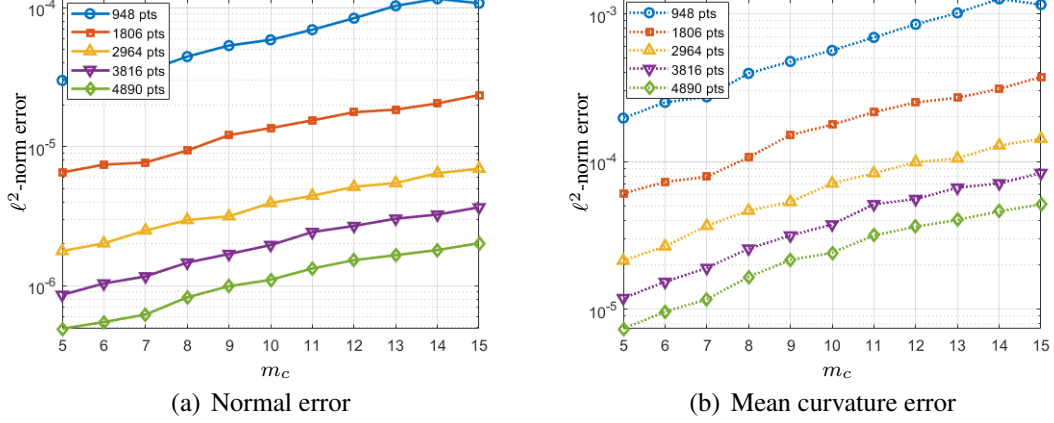 10⁻⁴
10⁻⁵
10⁻⁶
ℓ²-norm error
948 pts
1806 pts
2964 pts
3816 pts
4890 pts
5 6 7 8 9 10 11 12 13 14 15
m_c
(a) Normal error
10⁻³
10⁻⁴
10⁻⁵
ℓ²-norm error
948 pts
1806 pts
2964 pts
3816 pts
4890 pts
5 6 7 8 9 10 11 12 13 14 15
m_c
(b) Mean curvature error